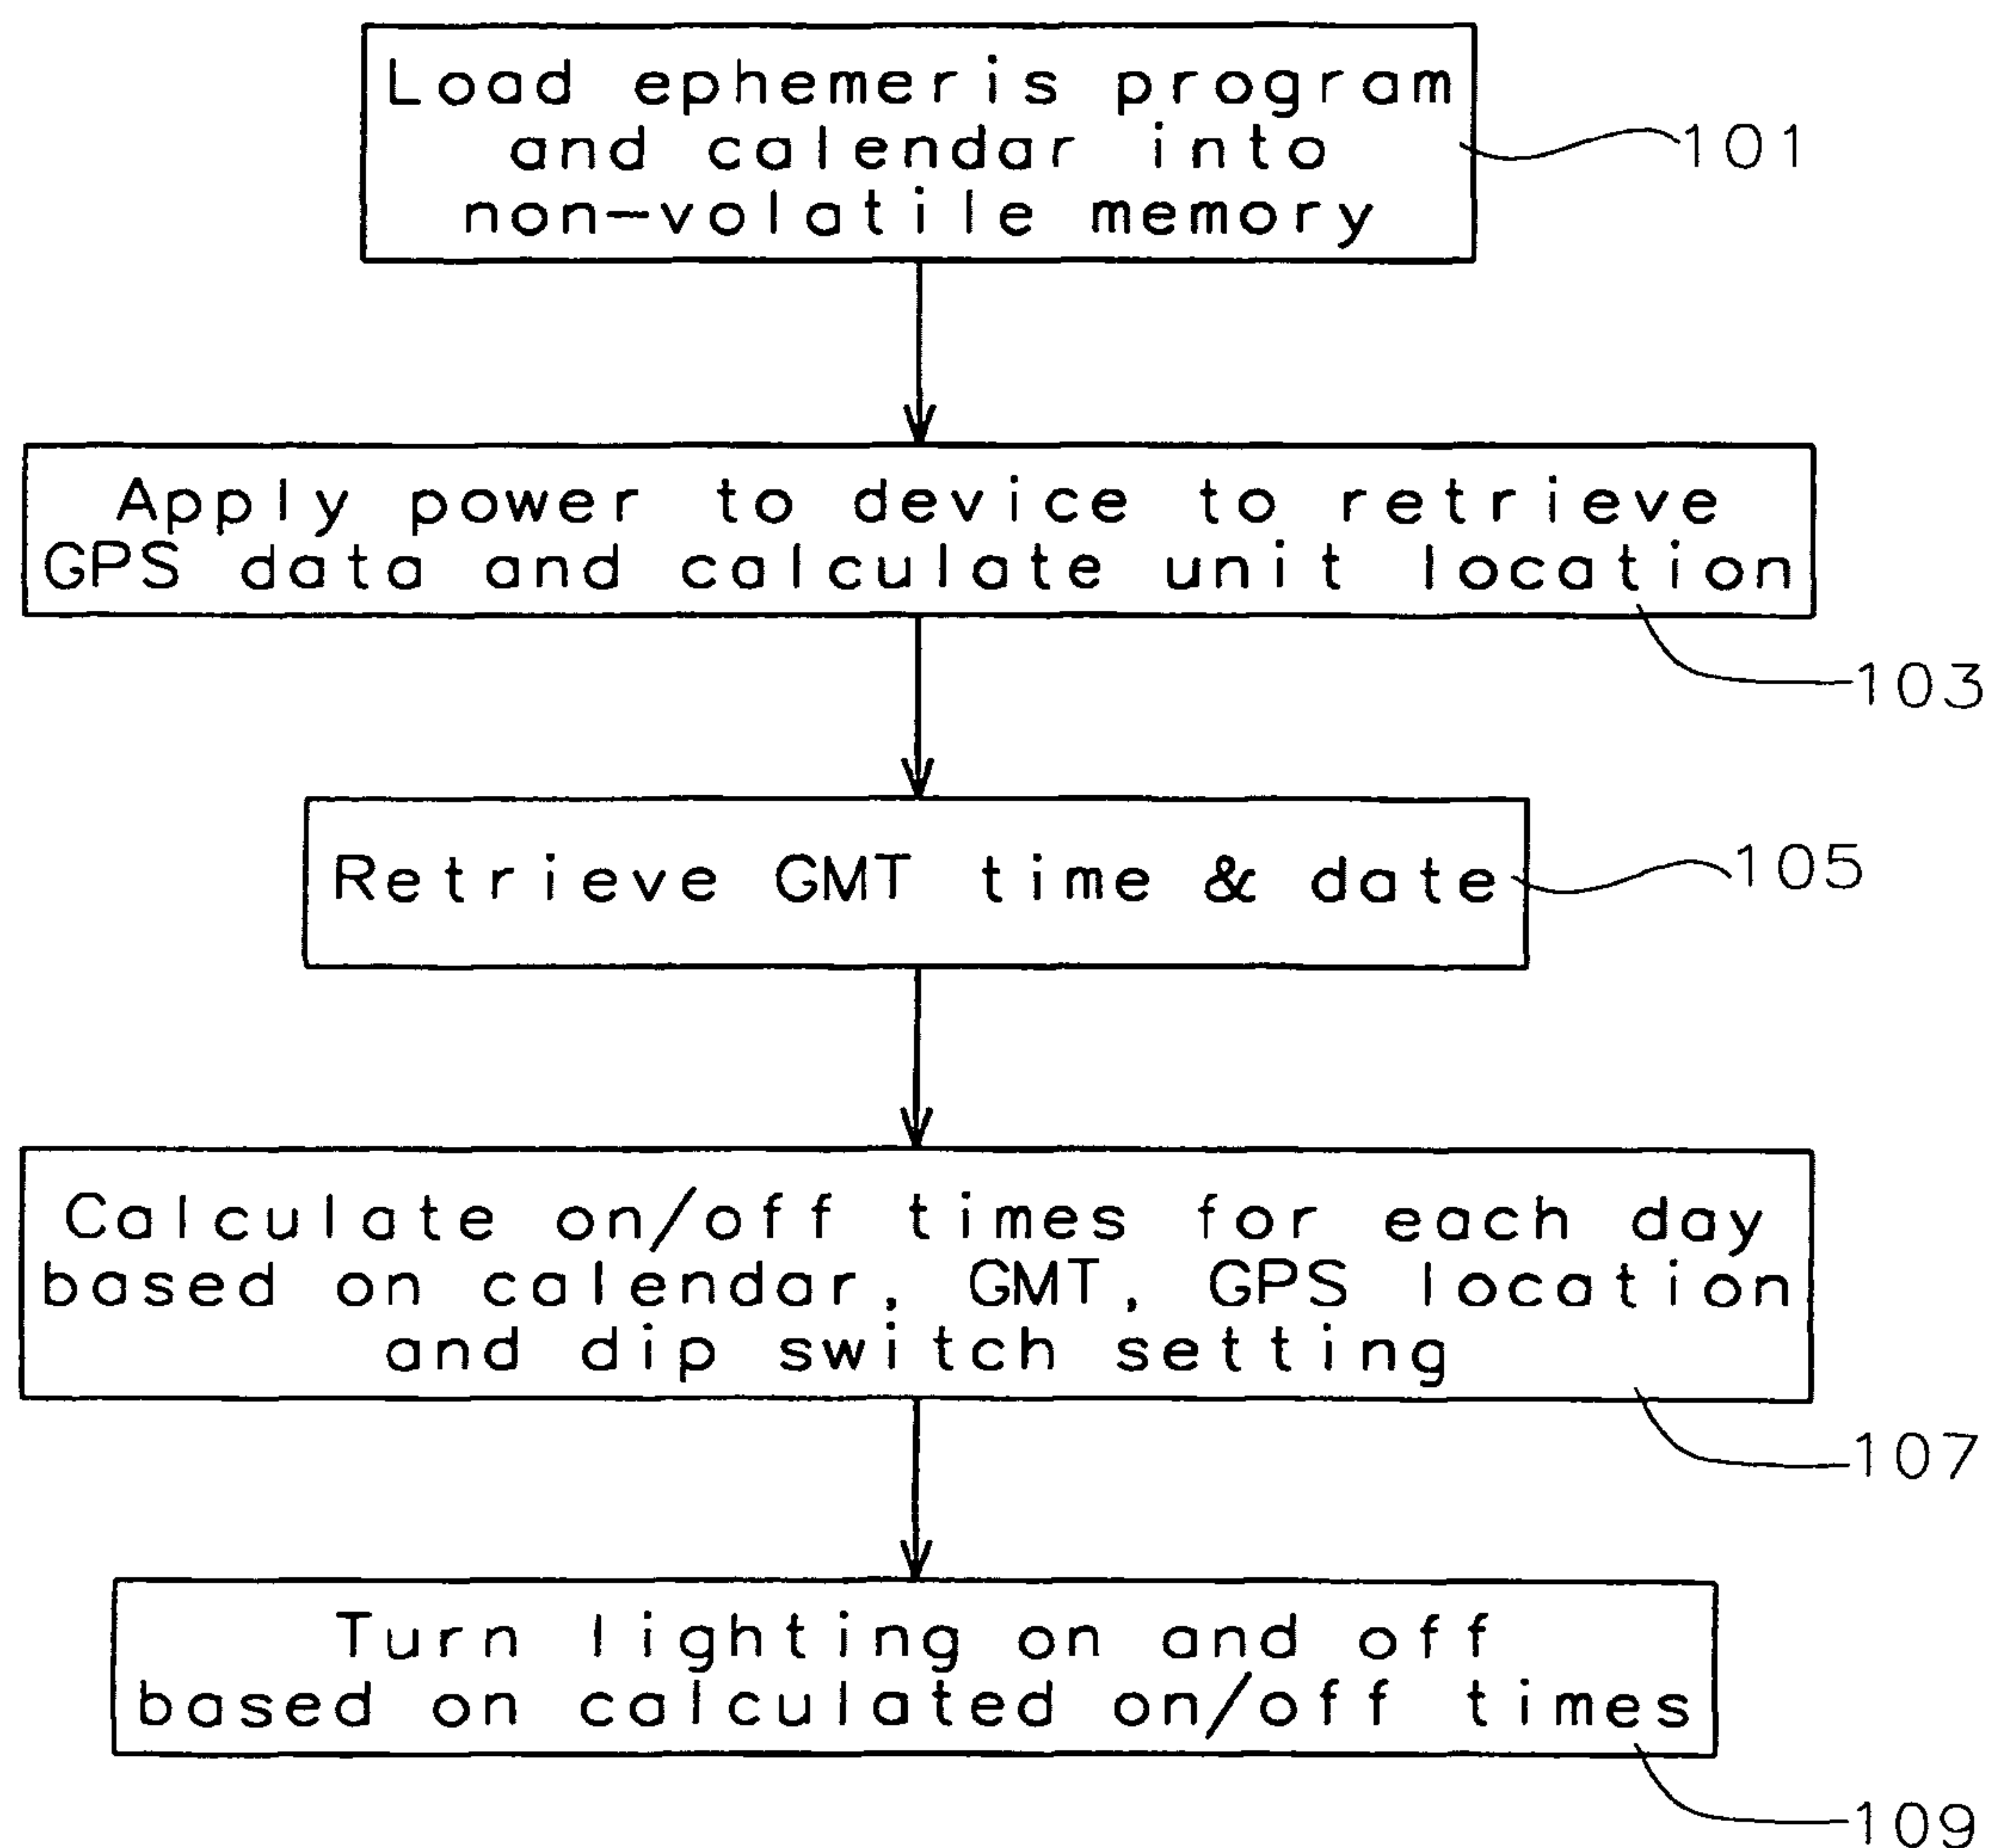 Load ephemeris program
and calendar into
non-volatile memory
101
Apply power to device to retrieve
GPS data and calculate unit location
103
Retrieve GMT time & date
105
Calculate on/off times for each day
based on calendar, GMT, GPS location
and dip switch setting
107
Turn lighting on and off
based on calculated on/off times
109